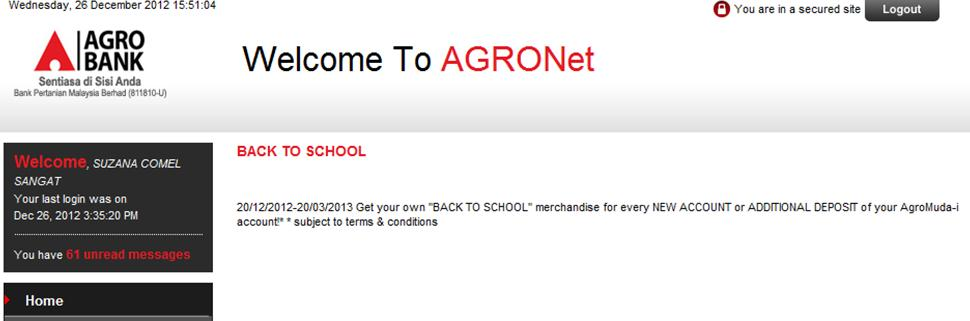 Wednesday, 26 December 2012 15:51:04
You are in a secured site
Logout
AGRO
BANK
Sentiasa di Sisi Anda
Bank Pertanian Malaysia Berhad (811810-U)
Welcome To AGRONet
Welcome, SUZANA COMEL
SANGAT
Your last login was on
Dec 26, 2012 3:35:20 PM
You have 61 unread messages
Home
BACK TO SCHOOL
20/12/2012-20/03/2013 Get your own "BACK TO SCHOOL" merchandise for every NEW ACCOUNT or ADDITIONAL DEPOSIT of your AgroMuda-i
account!* * subject to terms & conditions